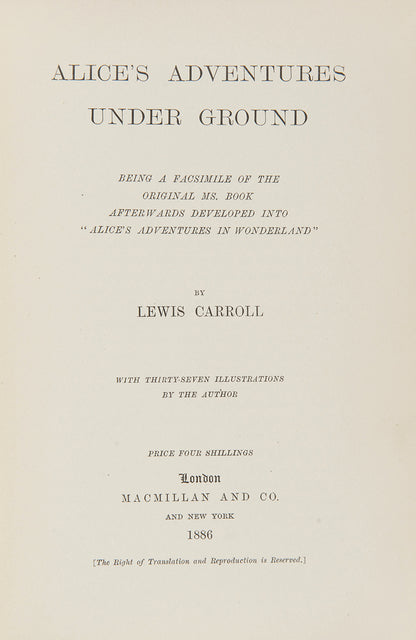 ALICE'S ADVENTURES
UNDER GROUND
BEING A FACSIMILE OF THE
ORIGINAL MS. BOOK
AFTERWARDS DEVELOPED INTO
"ALICE'S ADVENTURES IN WONDERLAND"
BY
LEWIS CARROLL
WITH THIRTY-SEVEN ILLUSTRATIONS
BY THE AUTHOR
PRICE FOUR SHILLINGS
London
MACMILLAN AND CO.
AND NEW YORK
1886
[The Right of Translation and Reproduction is Reserved.]